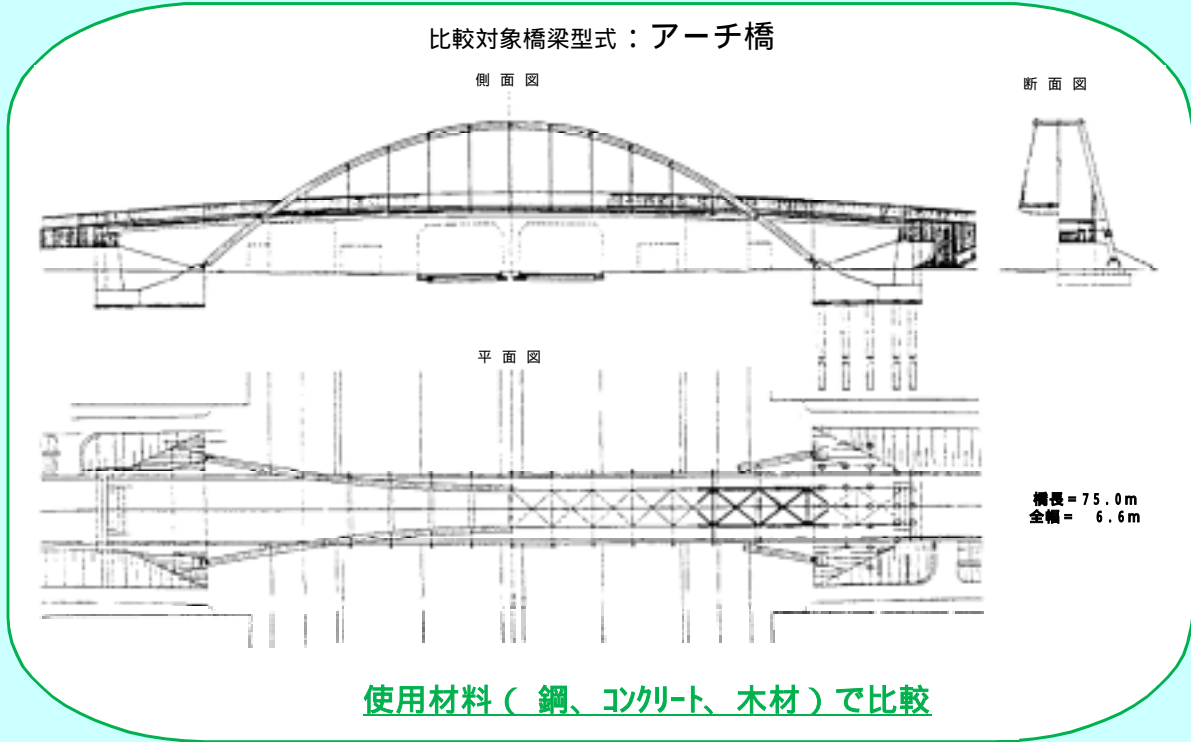 比較対象橋梁型式：アーチ橋
側面図
断面図
平面図
橋長=75.0m
全幅= 6.6m
使用材料( 鋼、コンクリート、木材)で比較